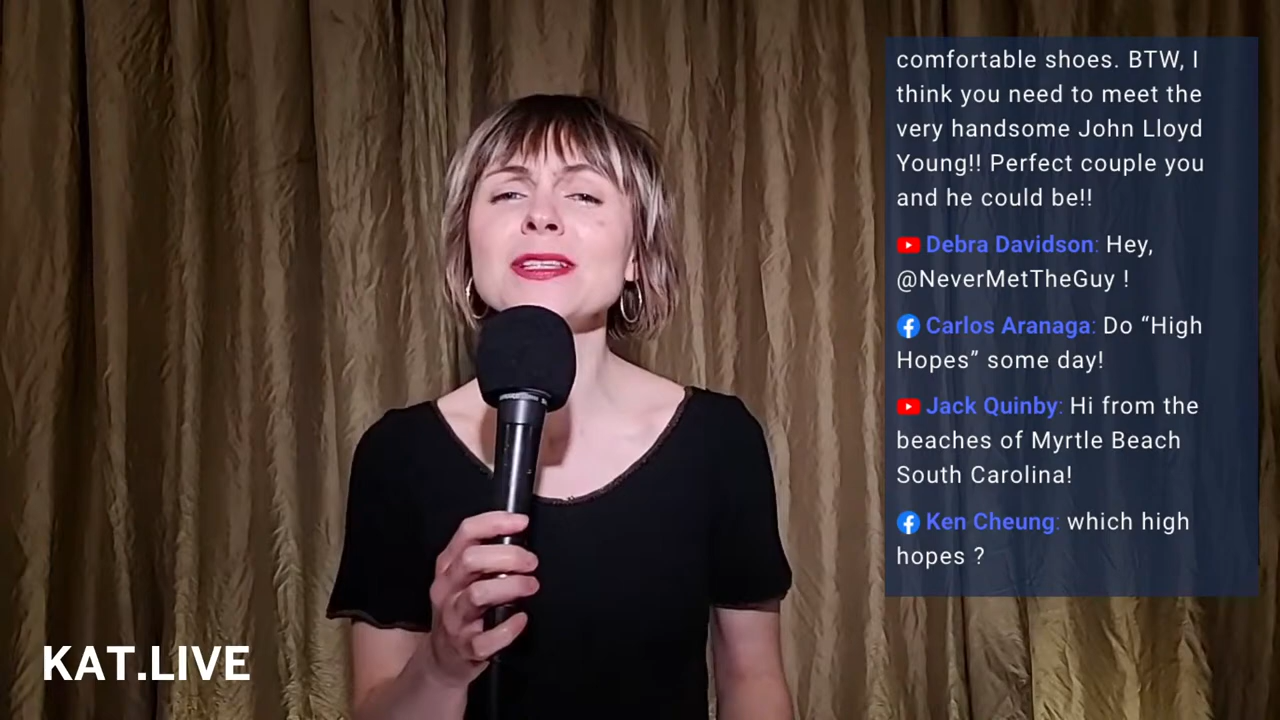 comfortable shoes. BTW, I
think you need to meet the
very handsome John Lloyd
Young!! Perfect couple you
and he could be!!
Debra Davidson: Hey,
@NeverMetTheGuy !
Carlos Aranaga: Do “High
Hopes” some day!
Jack Quinby: Hi from the
beaches of Myrtle Beach
South Carolina!
Ken Cheung: which high
hopes ?
KAT.LIVE